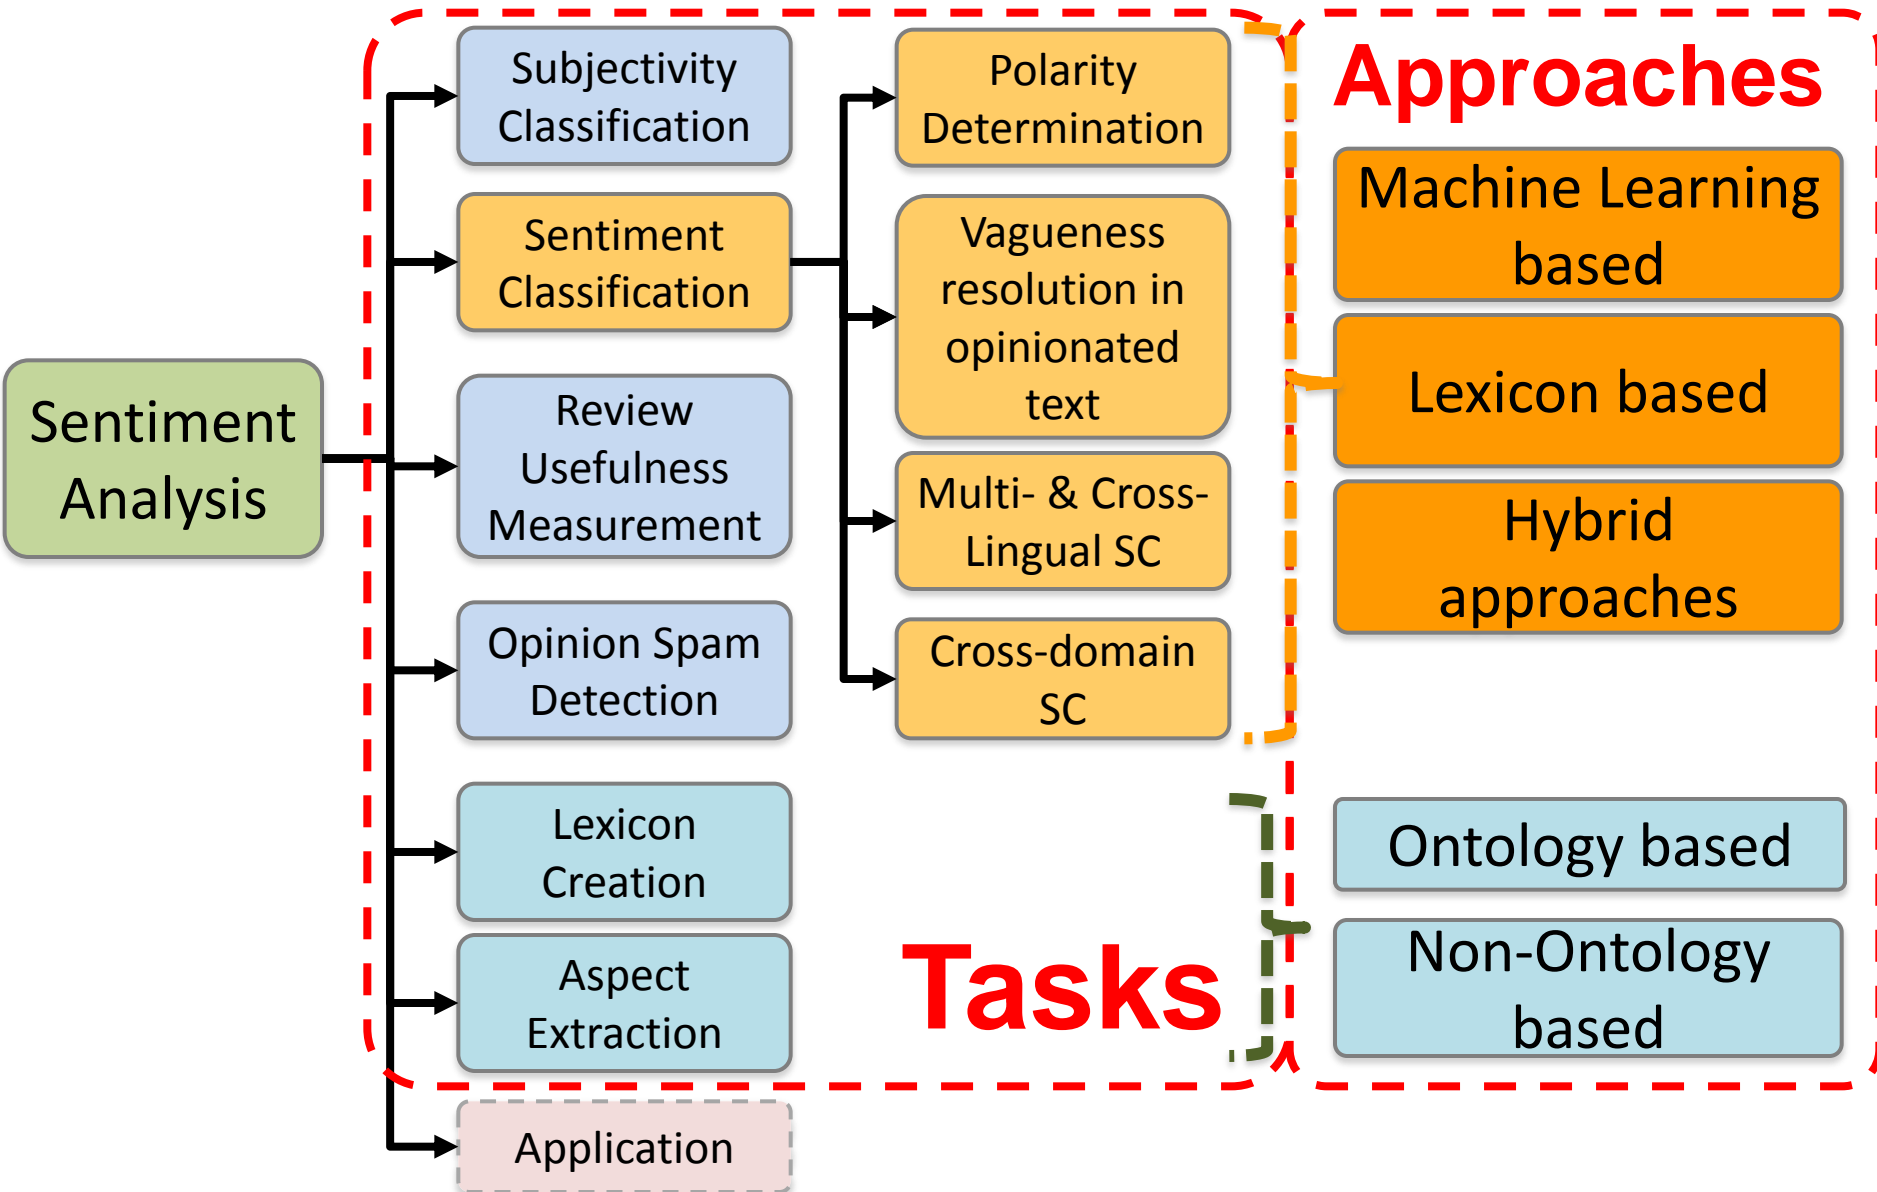 Sentiment
Analysis
Subjectivity
Classification
Sentiment
Classification
Review
Usefulness
Measurement
Opinion Spam
Detection
Lexicon
Creation
Aspect
Extraction
Application
Polarity
Determination
Vagueness
resolution in
opinionated
text
Multi- & Cross-
Lingual SC
Cross-domain
SC
Tasks
Approaches
Machine Learning
based
Lexicon based
Hybrid
approaches
Ontology based
Non-Ontology
based